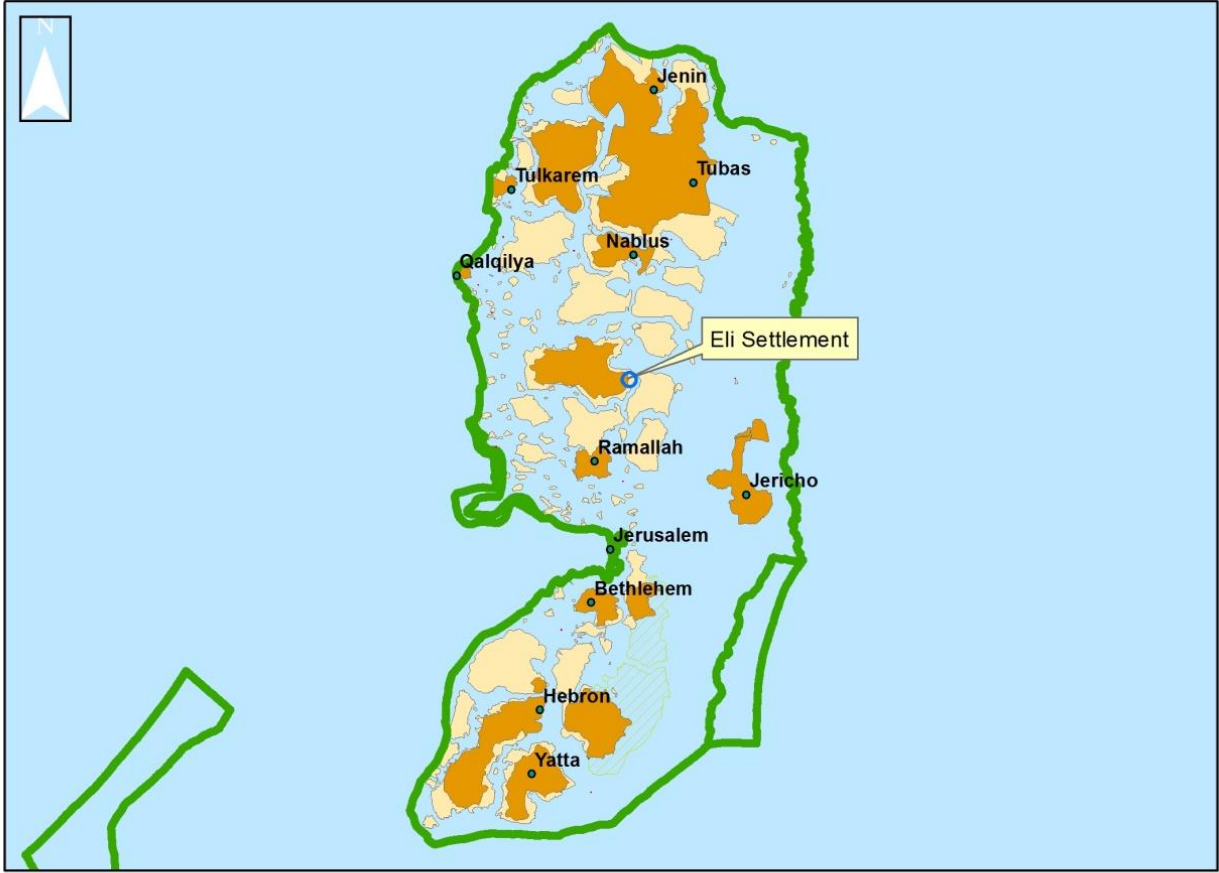 N
Jenin
Tubas
Tulkarem
Nablus
Qalqilya
Eli Settlement
Ramallah
Jericho
Jerusalem
Bethlehem
Hebron
Yatta